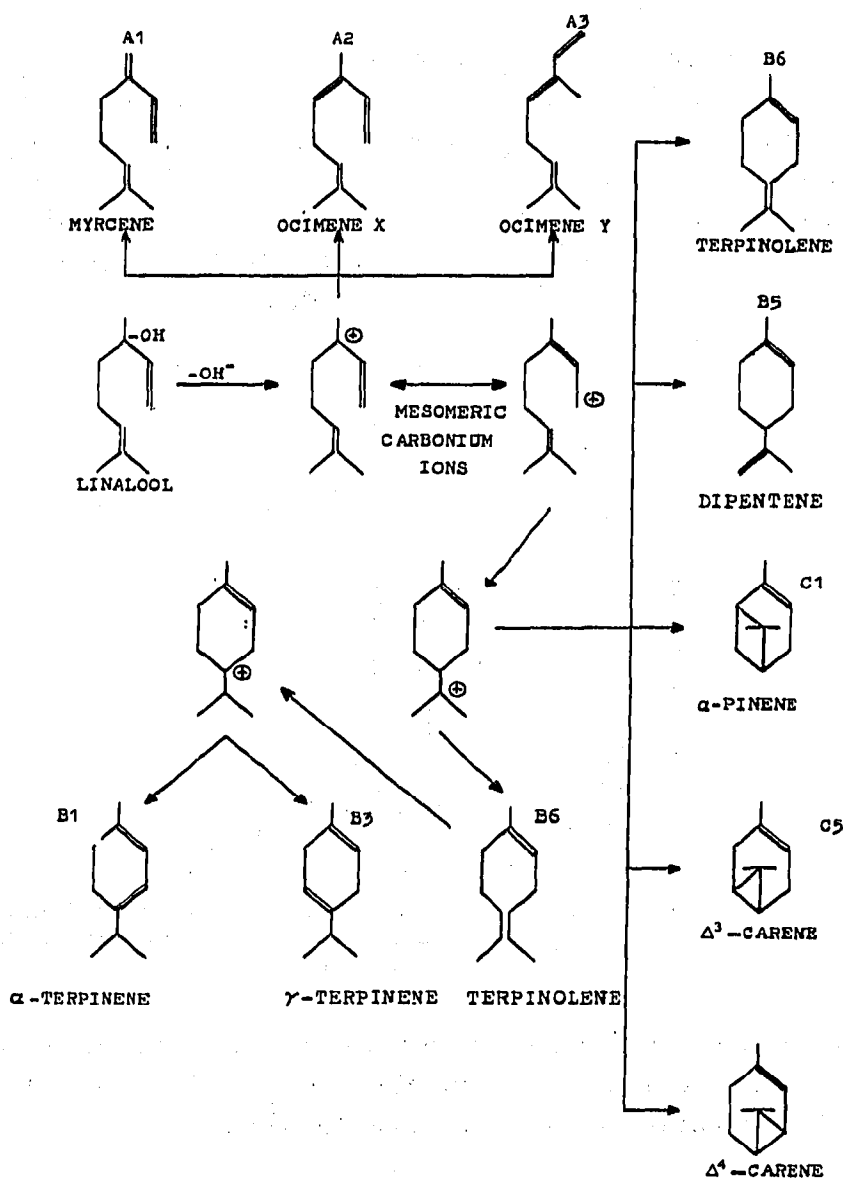 A1
A2
A3
B6
MYRCENE
OCIMENE X
OCIMENE Y
TERPINOLENE
-OH
-OH⁻
⊕
⊕
MESOMERIC
CARBONIUM
IONS
LINALOOL
B5
DIPENTENE
⊕
⊕
C1
α-PINENE
B1
B3
B6
C5
α-TERPINENE
γ-TERPINENE
TERPINOLENE
Δ³-CARENE
Δ⁴-CARENE